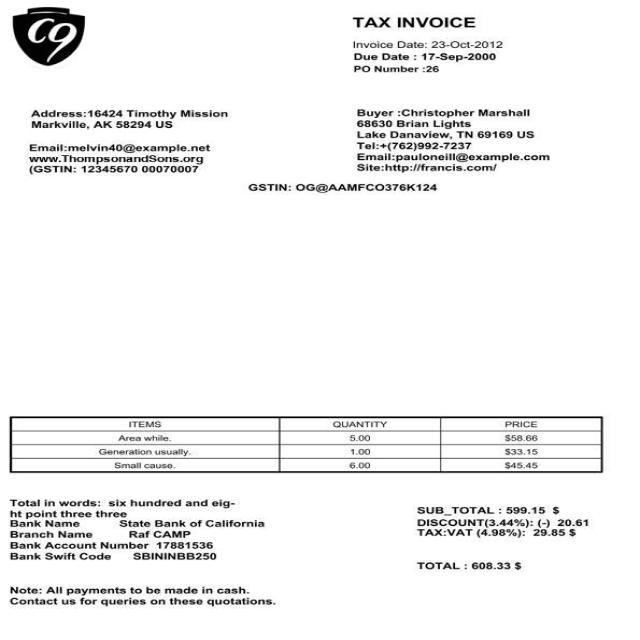 C9
TAX INVOICE
Invoice Date: 23-Oct-2012
Due Date : 17-Sep-2000
PO Number :26
Address:16424 Timothy Mission
Markville, AK 58294 US
Email:melvin40@example.net
www.ThompsonandSons.org
(GSTIN: 12345670 00070007
Buyer :Christopher Marshall
68630 Brian Lights
Lake Danaview, TN 69169 US
Tel:+(762)992-7237
Email:pauloneill@example.com
Site:http://francis.com/
GSTIN: OG@AAMFCO376K124
ITEMS QUANTITY PRICE
Area while. 5.00 $58.66
Generation usually. 1.00 $33.15
Small cause. 6.00 $45.45
Total in words: six hundred and eig-
ht point three three
Bank Name State Bank of California
Branch Name Raf CAMP
Bank Account Number 17881536
Bank Swift Code SBININBB250
SUB_TOTAL : 599.15 $
DISCOUNT(3.44%): (-) 20.61
TAX:VAT (4.98%): 29.85 $
TOTAL : 608.33 $
Note: All payments to be made in cash.
Contact us for queries on these quotations.